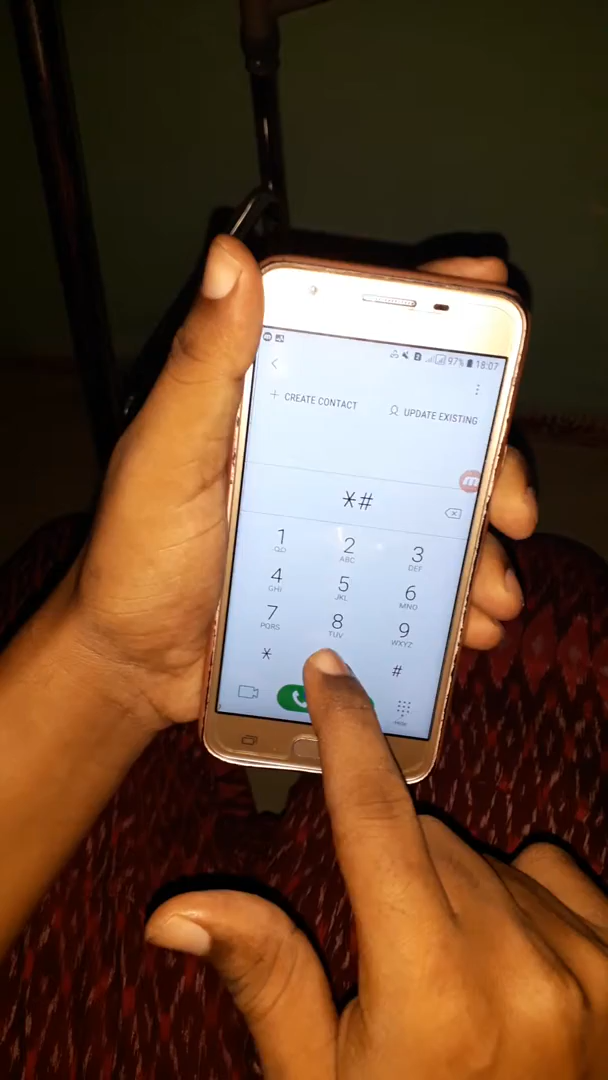 97% 18:07
CREATE CONTACT UPDATE EXISTING
*#
1 2 3
ABC DEF
4 5 6
GHI JKL MNO
7 8 9
PQRS TUV WXYZ
* #